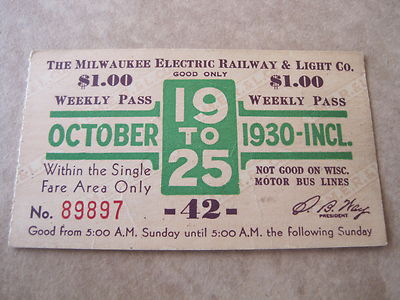 THE MILWAUKEE ELECTRIC RAILWAY & LIGHT CO.
$1.00 GOOD ONLY $1.00
WEEKLY PASS 19 WEEKLY PASS
OCTOBER TO 1930-INCL.
Within the Single 25 NOT GOOD ON WISC.
Fare Area Only MOTOR BUS LINES
No. 89897 -42- S. B. Way
PRESIDENT
Good from 5:00 A.M. Sunday until 5:00 A.M. the following Sunday